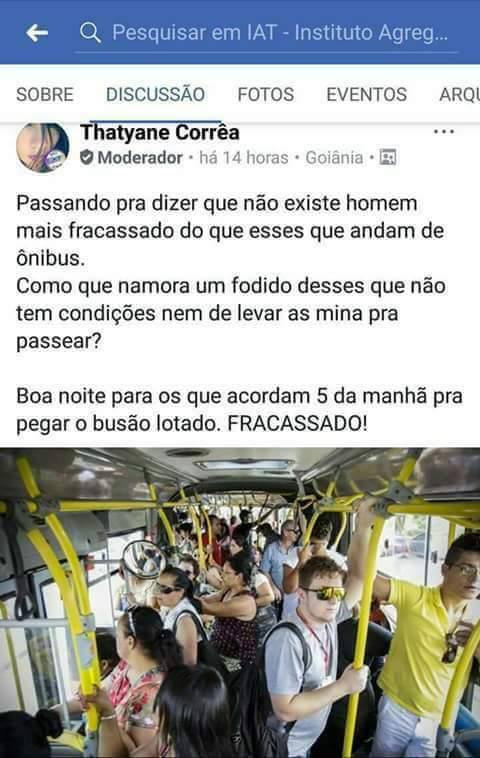 Pesquisar em IAT - Instituto Agreg...
SOBRE DISCUSSÃO FOTOS EVENTOS ARQU
Thatyane Corrêa
Moderador • há 14 horas • Goiânia •
Passando pra dizer que não existe homem
mais fracassado do que esses que andam de
ônibus.
Como que namora um fodido desses que não
tem condições nem de levar as mina pra
passear?
Boa noite para os que acordam 5 da manhã pra
pegar o busão lotado. FRACASSADO!